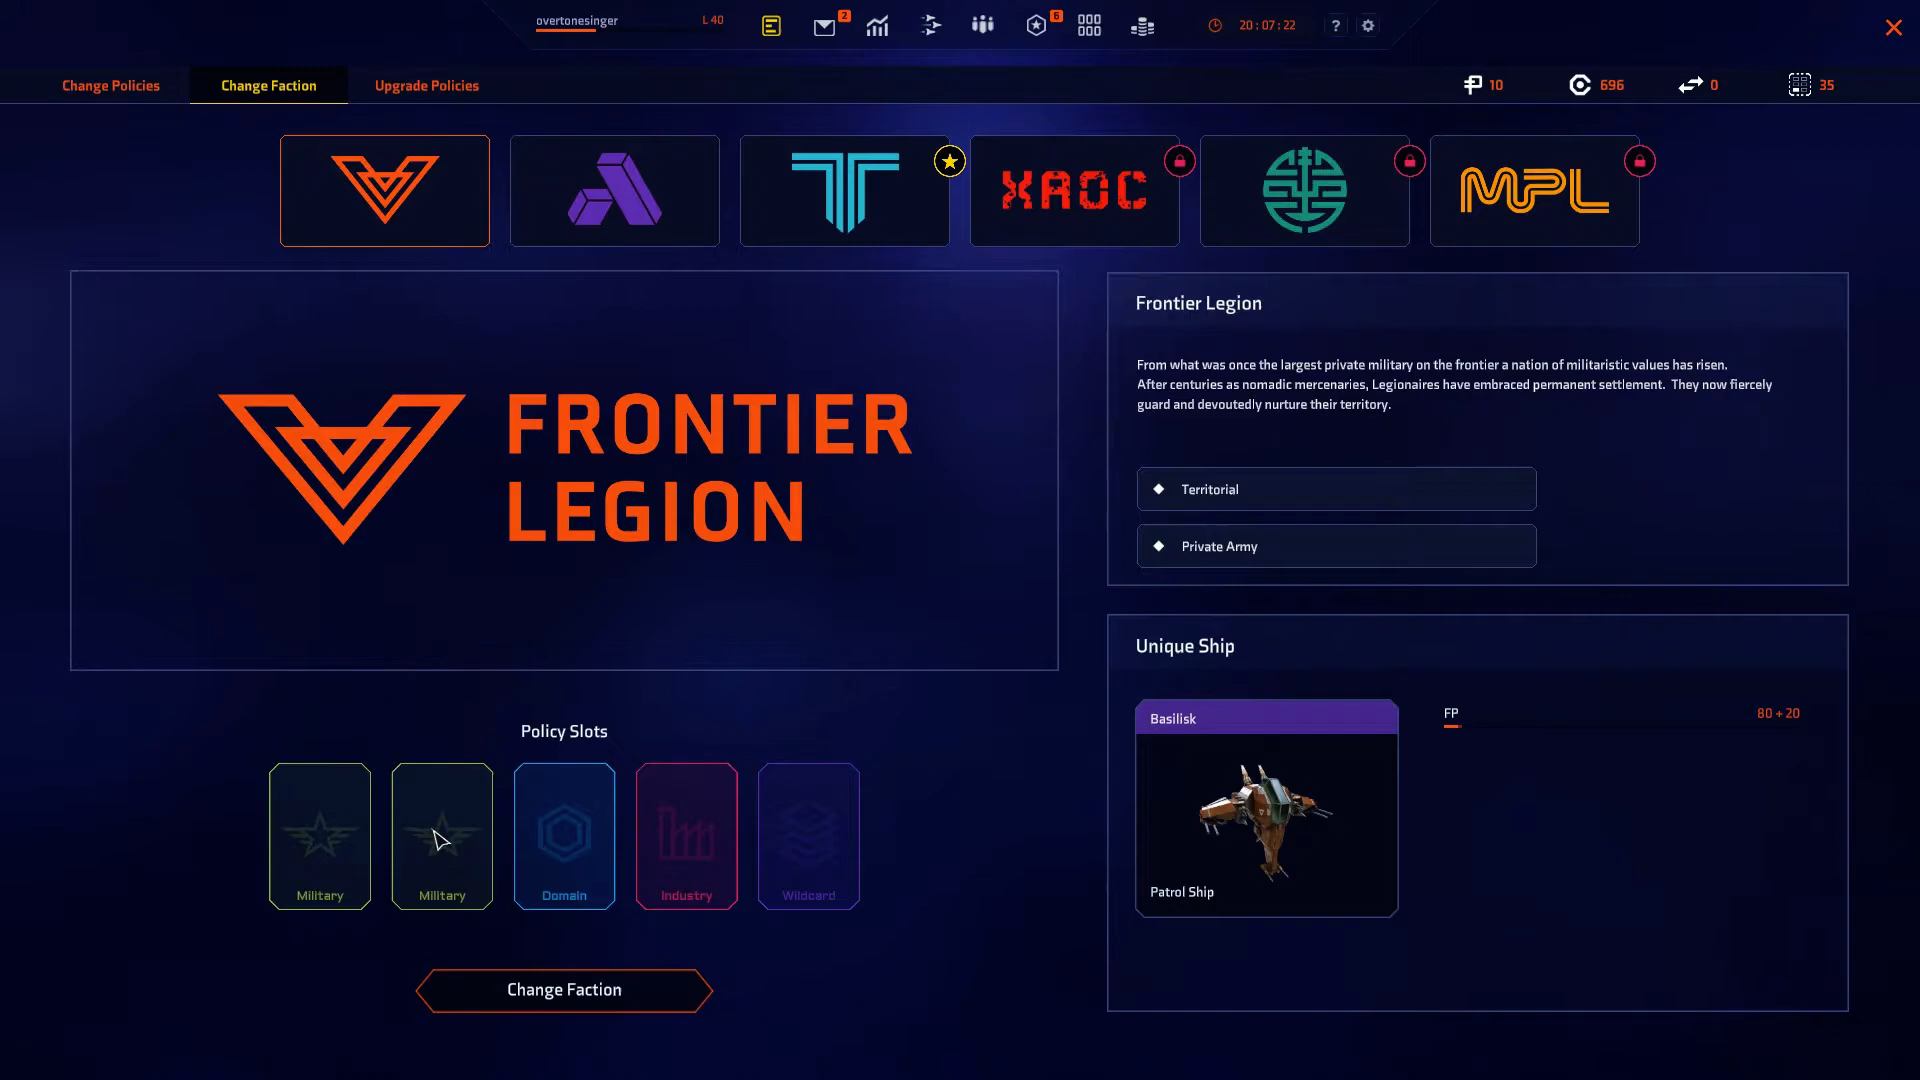 overtonesinger L 40 2 6 20:07:22 ?
Change Policies Change Faction Upgrade Policies 10 696 0 35
XAOC MPL
Frontier Legion
From what was once the largest private military on the frontier a nation of militaristic values has risen.
After centuries as nomadic mercenaries, Legionaires have embraced permanent settlement. They now fiercely
guard and devoutedly nurture their territory.
FRONTIER
LEGION
Territorial
Private Army
Unique Ship
Basilisk
FP 80+20
Patrol Ship
Policy Slots
Military Military Domain Industry Wildcard
Change Faction